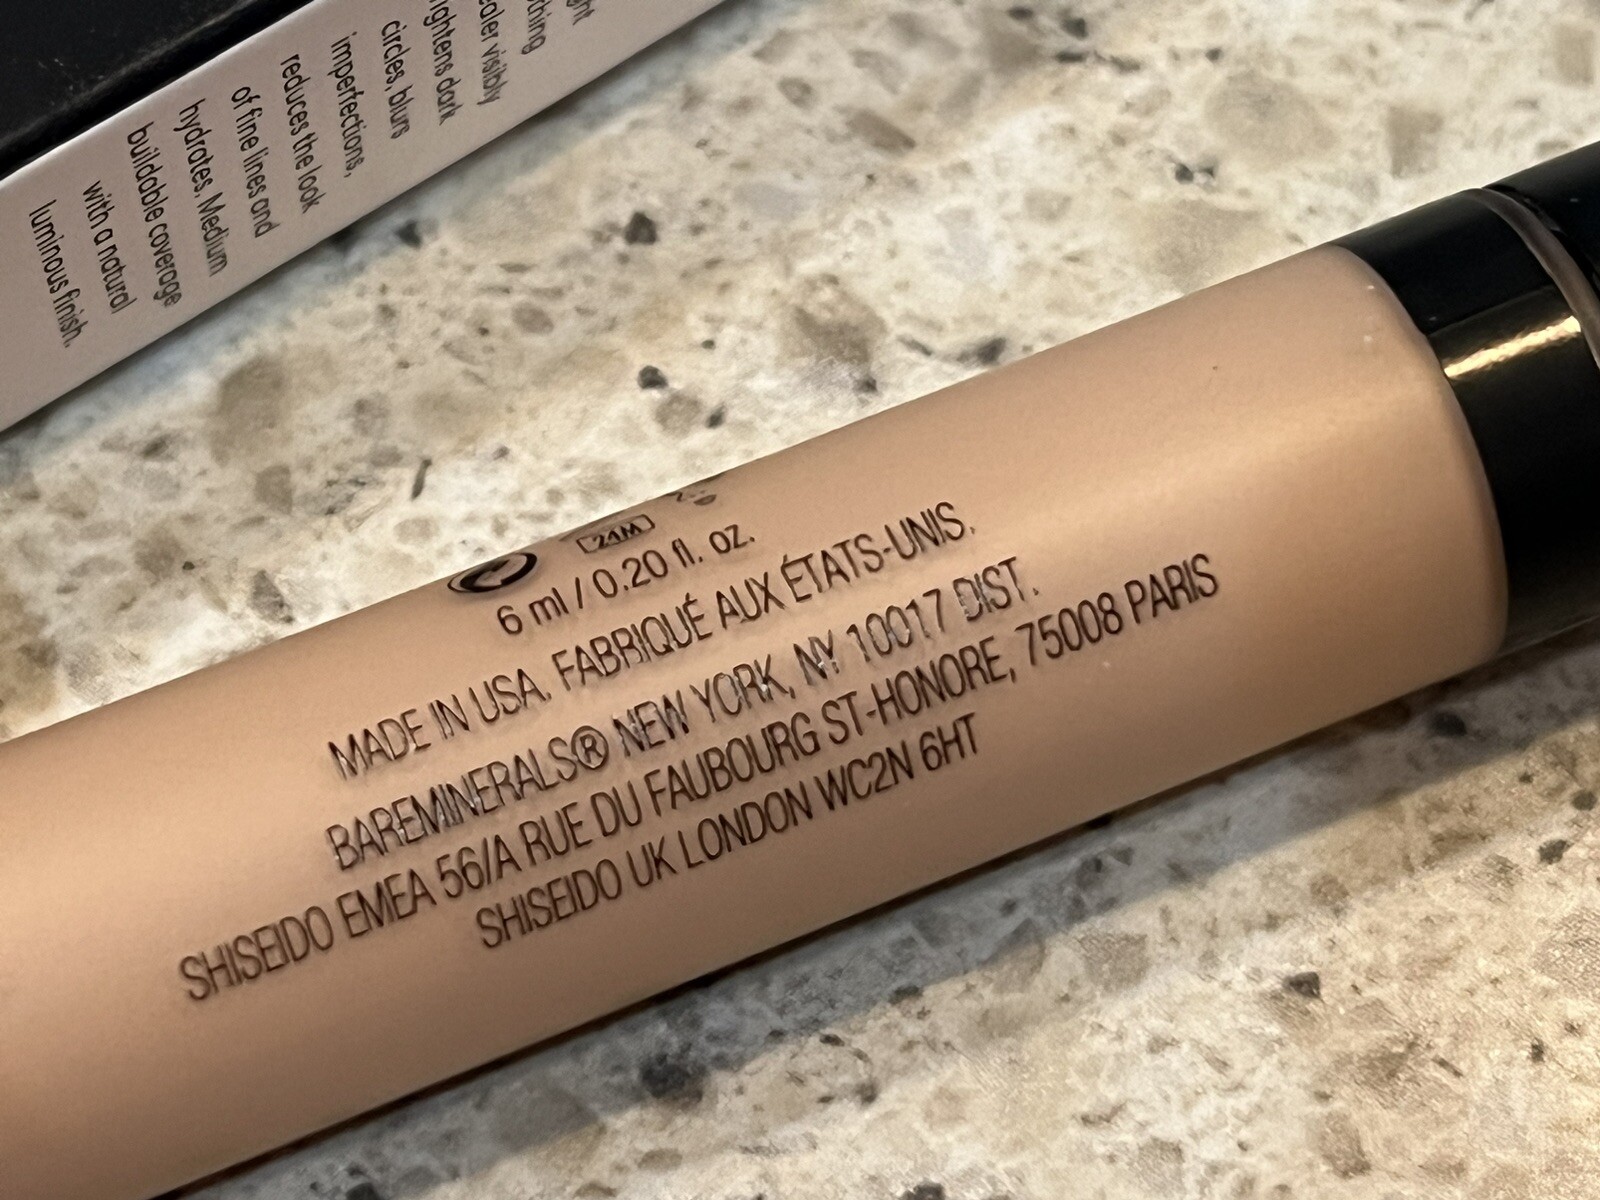 visibly
dark
circles, blurs
imperfections,
reduces the look
of fine lines and
hydrates. Medium
buildable coverage
with a natural
luminous finish.
24M
6 ml / 0.20 fl. oz.
MADE IN USA. FABRIQUÉ AUX ÉTATS-UNIS.
BAREMINERALS® NEW YORK, NY 10017 DIST.
SHISEIDO EMEA 56/A RUE DU FAUBOURG ST-HONORE, 75008 PARIS
SHISEIDO UK LONDON WC2N 6HT